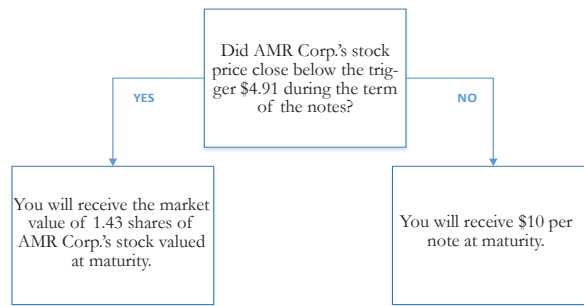 Did AMR Corp.'s stock
price close below the trig-
ger $4.91 during the term
of the notes?
YES
NO
You will receive the market
value of 1.43 shares of
AMR Corp.'s stock valued
at maturity.
You will receive $10 per
note at maturity.